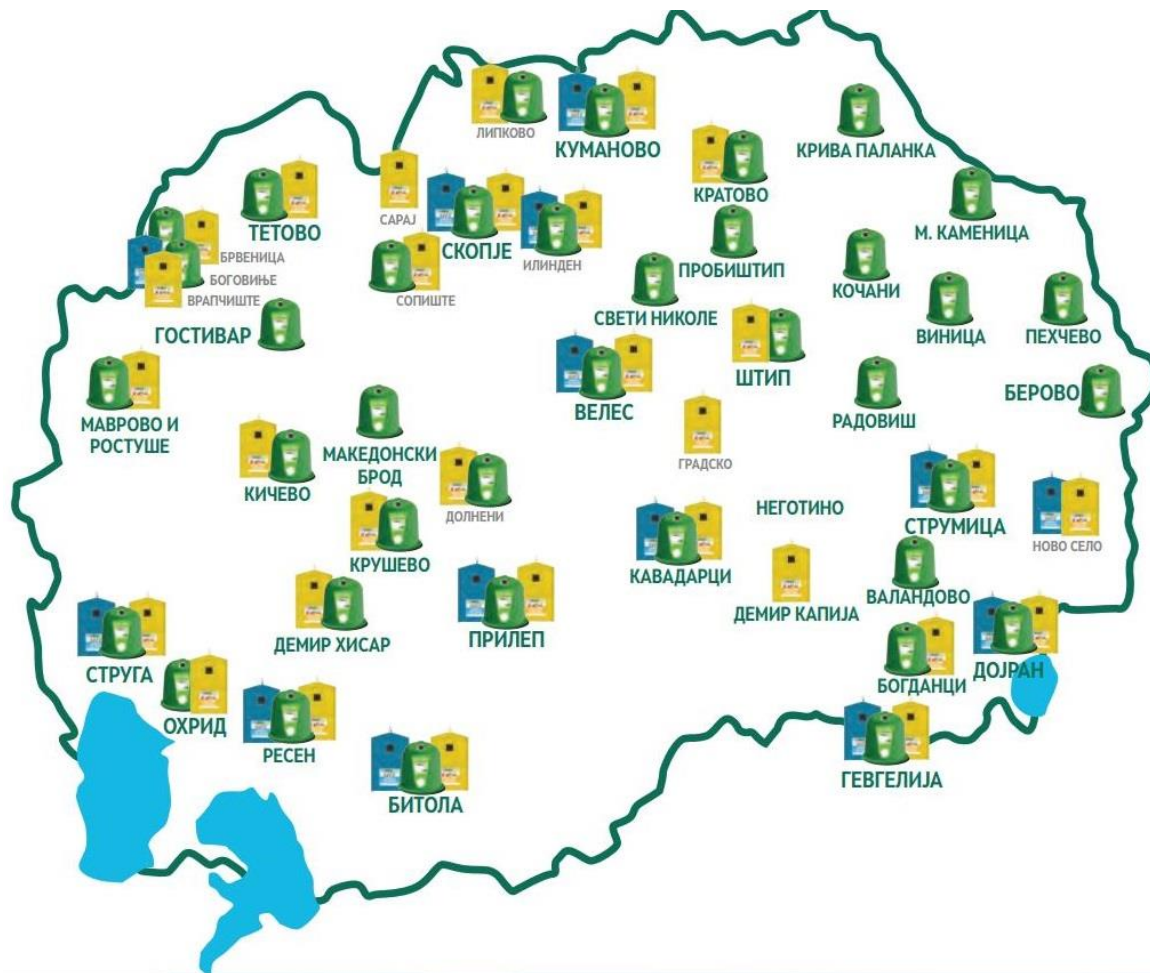 ЛИПКОВО
КУМАНОВО
КРИВА ПАЛАНКА
КРАТОВО
САРАЈ
ТЕТОВО
СКОПЈЕ
ИЛИНДЕН
М. КАМЕНИЦА
БРВЕНИЦА
БОГОВИЊЕ
ВРАПЧИШТЕ
СОПИШТЕ
ПРОБИШТИП
КОЧАНИ
СВЕТИ НИКОЛЕ
ГОСТИВАР
ВИНИЦА
ПЕХЧЕВО
ШТИП
ВЕЛЕС
БЕРОВО
МАВРОВО И
РОСТУШЕ
РАДОВИШ
МАКЕДОНСКИ
БРОД
ГРАДСКО
КИЧЕВО
ДОЛНЕНИ
НЕГОТИНО
СТРУМИЦА
НОВО СЕЛО
КРУШЕВО
КАВАДАРЦИ
ВАЛАНДОВО
ДЕМИР КАПИЈА
ДЕМИР ХИСАР
ПРИЛЕП
СТРУГА
ДОЈРАН
БОГДАНЦИ
ОХРИД
РЕСЕН
ГЕВГЕЛИЈА
БИТОЛА